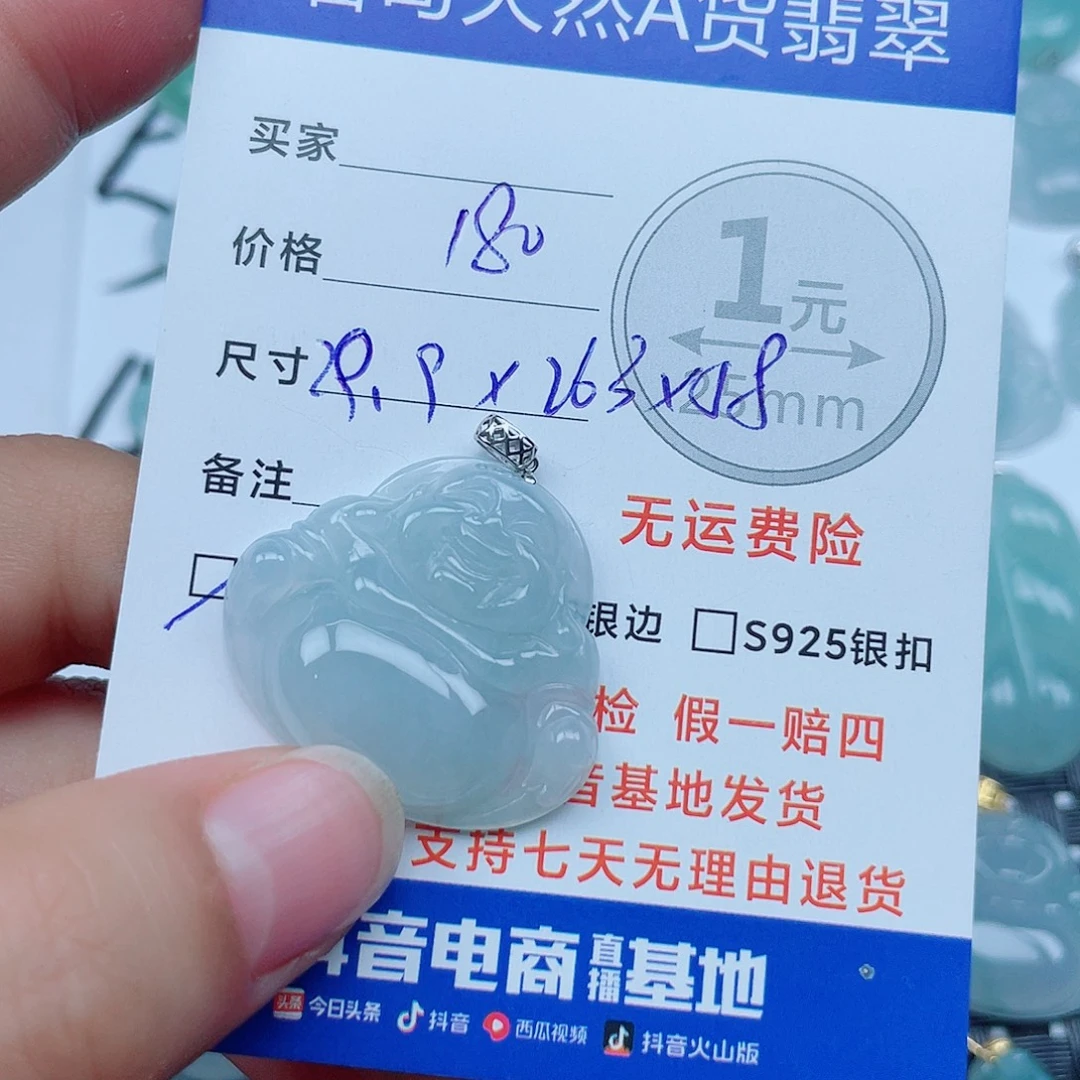 天然A货翡翠
买家
价格 180
1元
25mm
尺寸
备注
无运费险
银边 □S925银扣
检 假一赔四
音基地发货
支持七天无理由退货
抖音电商直播基地
头条 今日头条 抖音 西瓜视频 抖音火山版